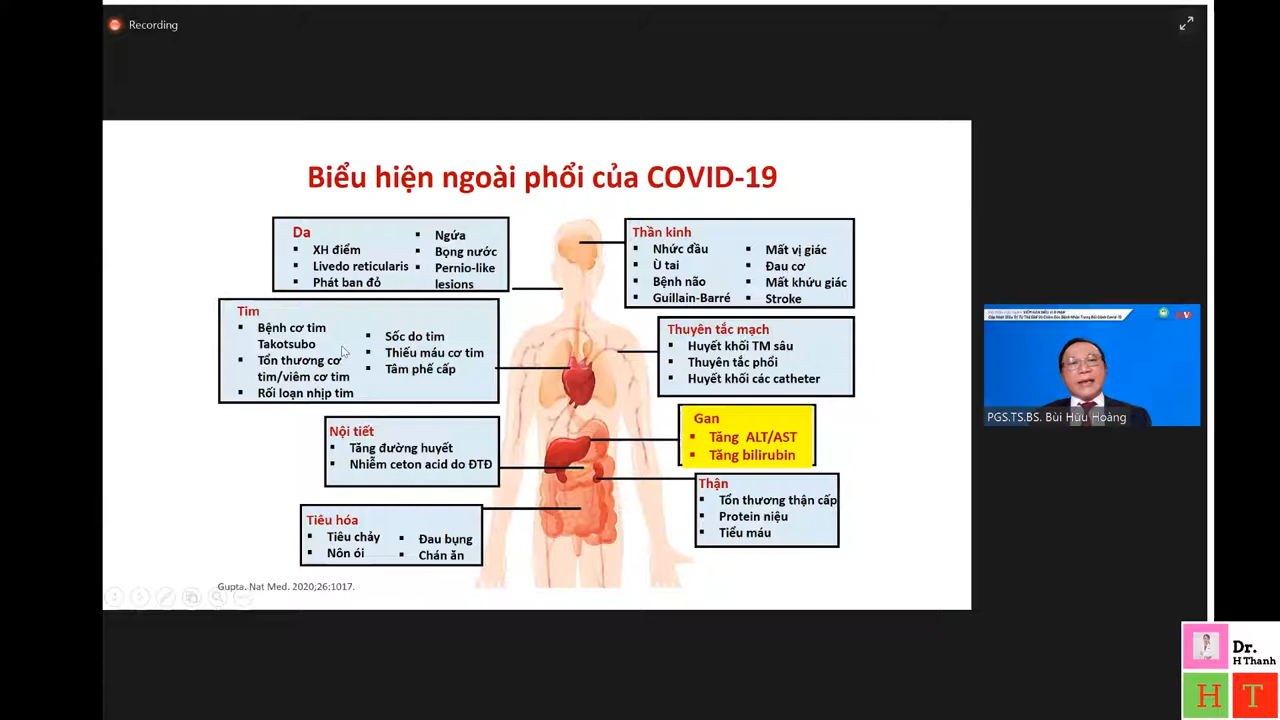 Recording
Biểu hiện ngoài phổi của COVID-19
Da
XH điểm
Livedo reticularis
Phát ban đỏ
Ngứa
Bọng nước
Pernio-like
lesions
Thần kinh
Nhức đầu
Ù tai
Bệnh não
Guillain-Barré
Mất vị giác
Đau cơ
Mất khứu giác
Stroke
Tim
Bệnh cơ tim
Takotsubo
Tổn thương cơ
tim/viêm cơ tim
Rối loạn nhịp tim
Sốc do tim
Thiếu máu cơ tim
Tâm phế cấp
Thuyên tắc mạch
Huyết khối TM sâu
Thuyên tắc phổi
Huyết khối các catheter
Nội tiết
Tăng đường huyết
Nhiễm ceton acid do ĐTĐ
Gan
Tăng ALT/AST
Tăng bilirubin
Thận
Tổn thương thận cấp
Protein niệu
Tiểu máu
Tiêu hóa
Tiêu chảy
Nôn ói
Đau bụng
Chán ăn
Gupta. Nat Med. 2020;26:1017.
PGS.TS.BS. Bùi Hữu Hoàng
Dr.
H Thanh
H T